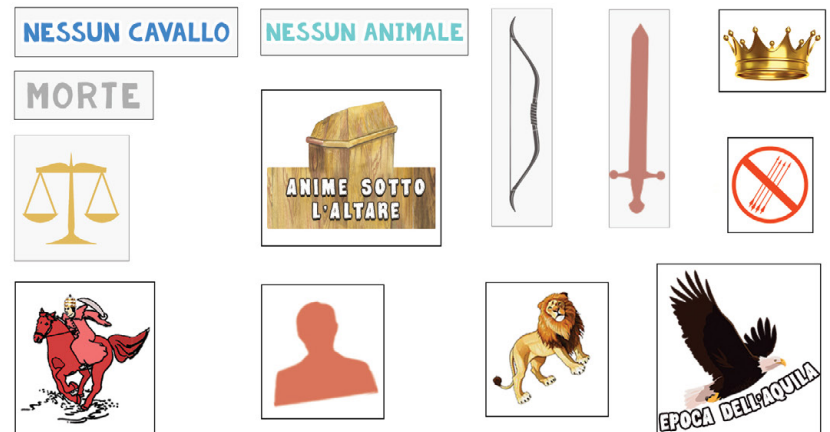 NESSUN CAVALLO
NESSUN ANIMALE
MORTE
ANIME SOTTO
L'ALTARE
EPOCA DELL'AQUILA